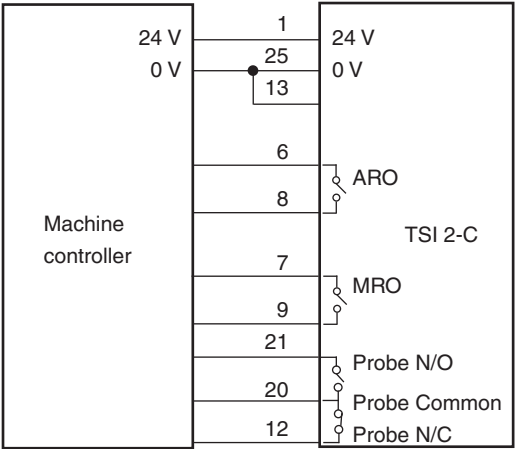 1
24 V
24 V
25
0 V
0 V
13
6
ARO
8
Machine
controller
TSI 2-C
7
MRO
9
21
Probe N/O
20
Probe Common
12
Probe N/C